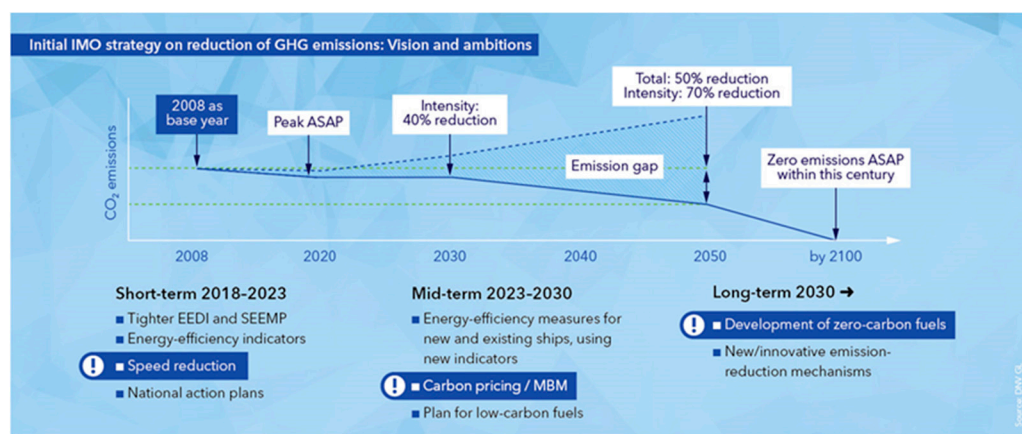 Initial IMO strategy on reduction of GHG emissions: Vision and ambitions
Total: 50% reduction
Intensity: 70% reduction
2008 as
base year
Peak ASAP
Intensity:
40% reduction
Emission gap
Zero emissions ASAP
within this century
CO₂ emissions
2008
2020
2030
2040
2050
by 2100
Short-term 2018–2023
■ Tighter EEDI and SEEMP
■ Energy-efficiency indicators
! ■ Speed reduction
■ National action plans
Mid-term 2023–2030
■ Energy-efficiency measures for
new and existing ships, using
new indicators
! ■ Carbon pricing / MBM
■ Plan for low-carbon fuels
Long-term 2030 →
! ■ Development of zero-carbon fuels
■ New/innovative emission-
reduction mechanisms
Source: DNV GL